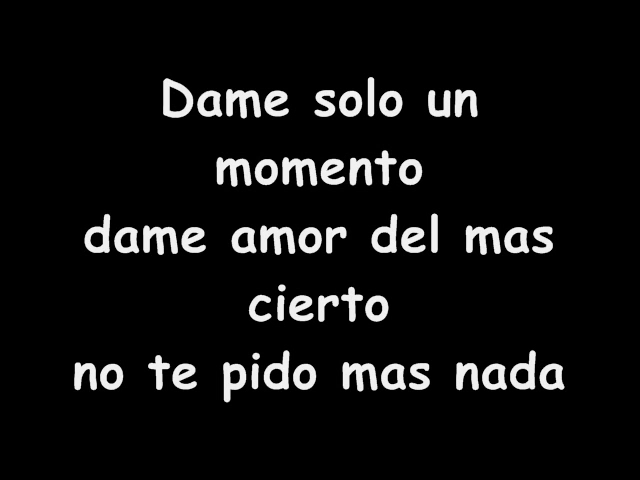 Dame solo un
momento
dame amor del mas
cierto
no te pido mas nada